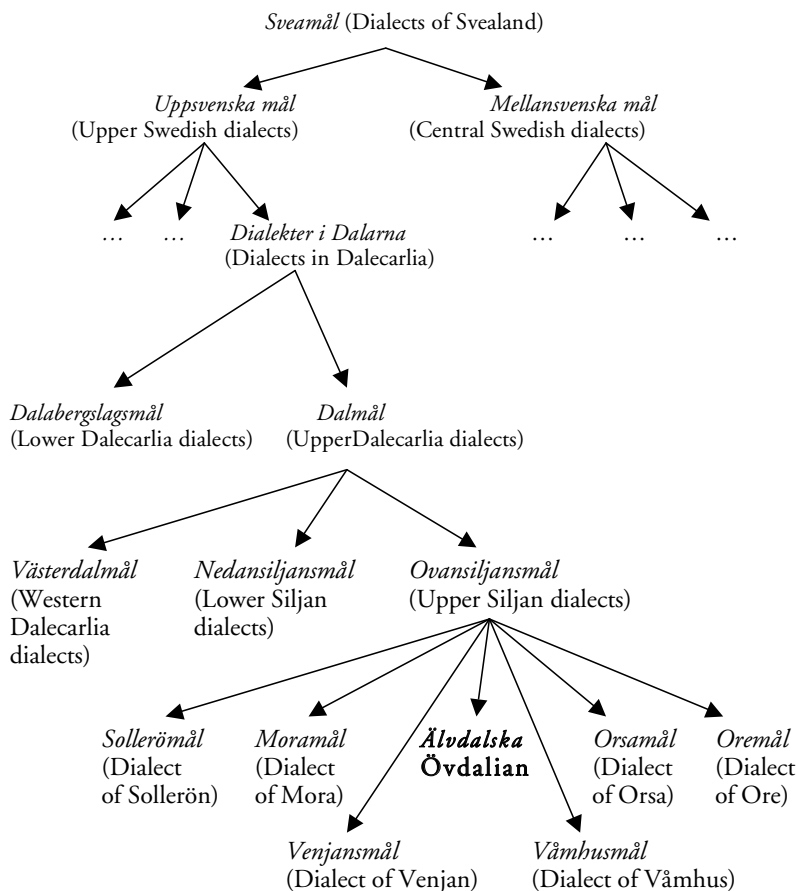 Sveamål (Dialects of Svealand)
Uppsvenska mål
(Upper Swedish dialects)
Mellansvenska mål
(Central Swedish dialects)
… … Dialekter i Dalarna
(Dialects in Dalecarlia)
… … …
Dalabergslagsmål
(Lower Dalecarlia dialects)
Dalmål
(UpperDalecarlia dialects)
Västerdalmål
(Western
Dalecarlia
dialects)
Nedansiljansmål
(Lower Siljan
dialects)
Ovansiljansmål
(Upper Siljan dialects)
Sollerömål
(Dialect
of Sollerön)
Moramål
(Dialect
of Mora)
Älvdalska
Övdalian
Orsamål
(Dialect
of Orsa)
Oremål
(Dialect
of Ore)
Venjansmål
(Dialect of Venjan)
Våmhusmål
(Dialect of Våmhus)